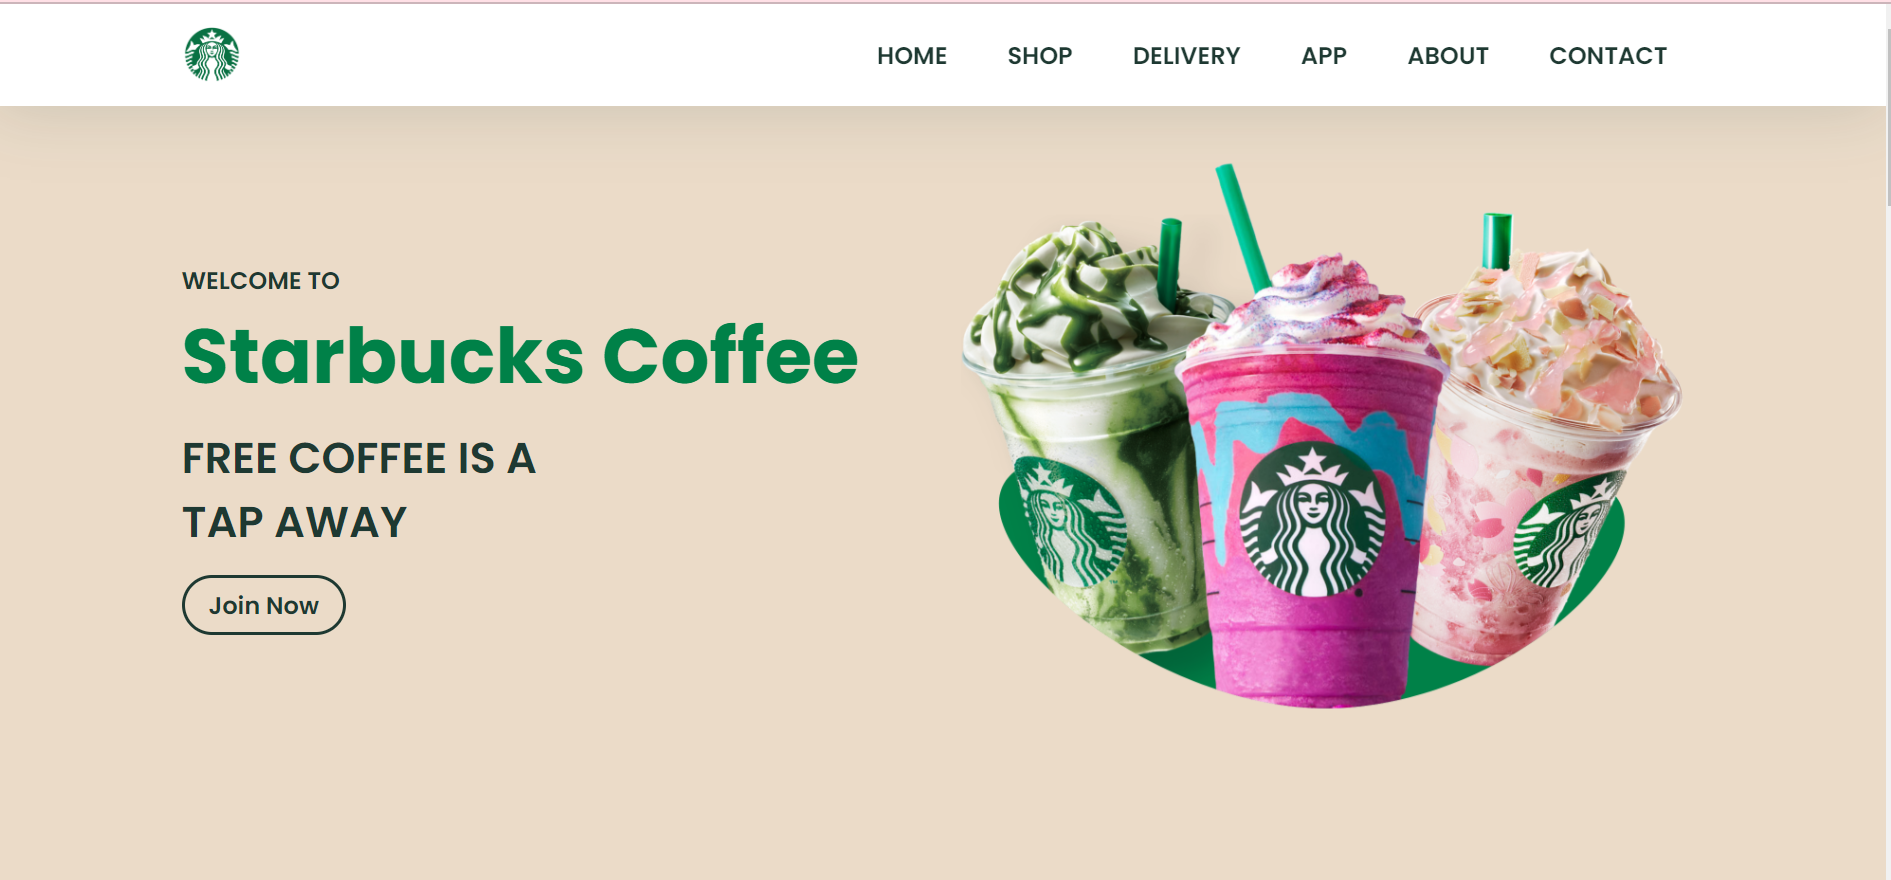 HOME SHOP DELIVERY APP ABOUT CONTACT
WELCOME TO
Starbucks Coffee
FREE COFFEE IS A
TAP AWAY
Join Now